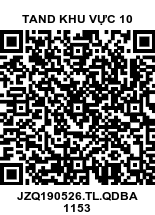 TAND KHU VỰC 10
JZQ190526.TL.QDBA
1153